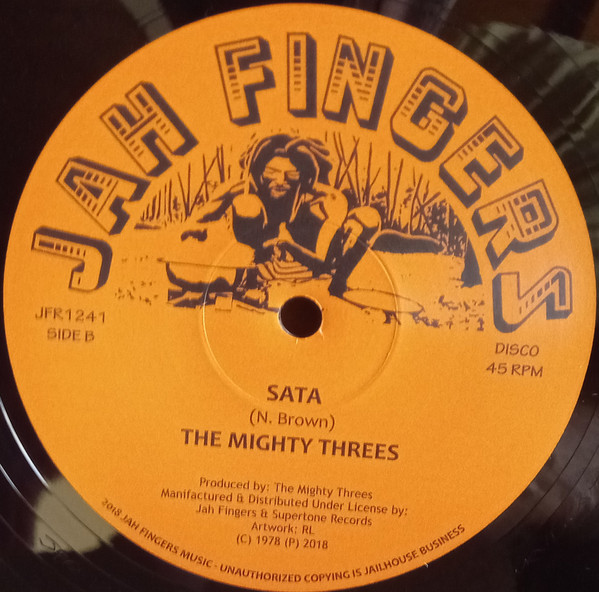 JAH FINGERS
JFR1241
SIDE B
DISCO
45 RPM
SATA
(N. Brown)
THE MIGHTY THREES
Produced by: The Mighty Threes
Manifactured & Distributed Under License by:
Jah Fingers & Supertone Records
Artwork: RL
(C) 1978 (P) 2018
2018 JAH FINGERS MUSIC - UNAUTHORIZED COPYING IS JAILHOUSE BUSINESS